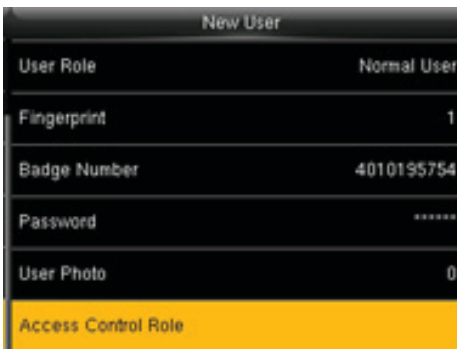 New User
User Role Normal User
Fingerprint 1
Badge Number 4010195754
Password ******
User Photo 0
Access Control Role